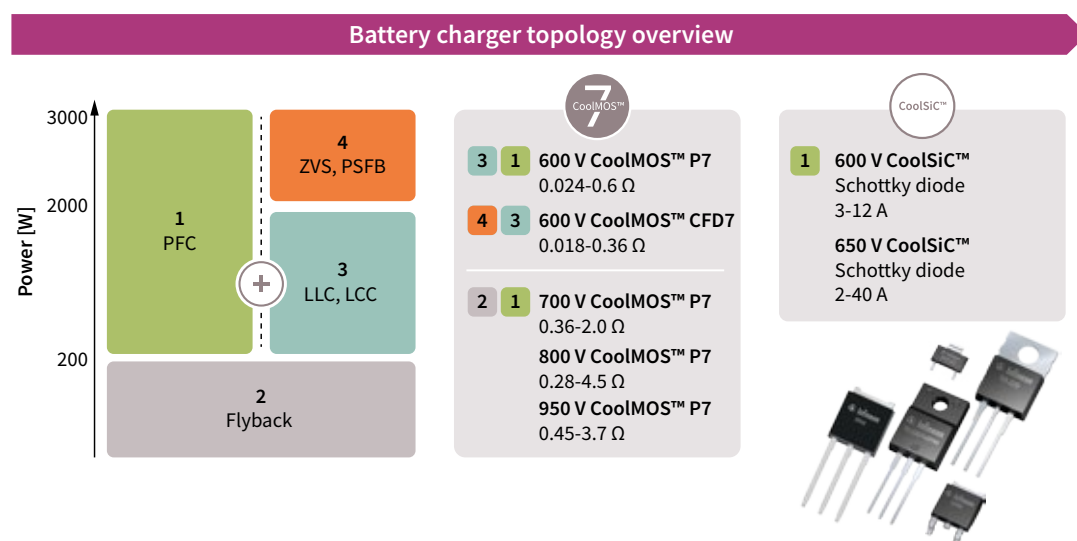 Battery charger topology overview
Power [W]
3000
2000
200
1
PFC
+
4
ZVS, PSFB
3
LLC, LCC
2
Flyback
7
CoolMOS™
3 1 600 V CoolMOS™ P7
0.024-0.6 Ω
4 3 600 V CoolMOS™ CFD7
0.018-0.36 Ω
2 1 700 V CoolMOS™ P7
0.36-2.0 Ω
800 V CoolMOS™ P7
0.28-4.5 Ω
950 V CoolMOS™ P7
0.45-3.7 Ω
CoolSiC™
1 600 V CoolSiC™
Schottky diode
3-12 A
650 V CoolSiC™
Schottky diode
2-40 A